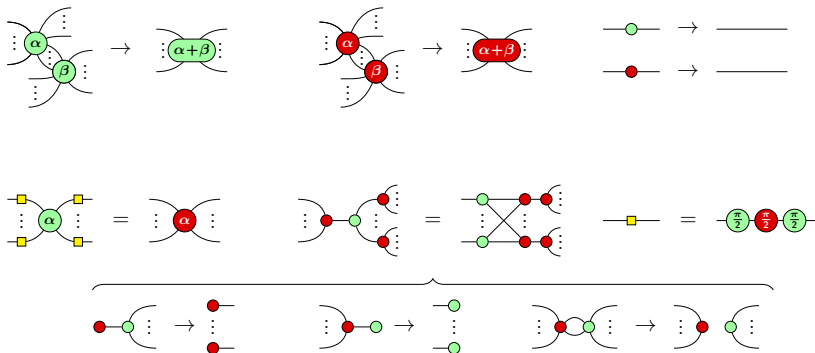 α
β
→
α+β
α
β
→
α+β
→
→
α
=
α
=
=
π/2
π/2
π/2
→
→
→